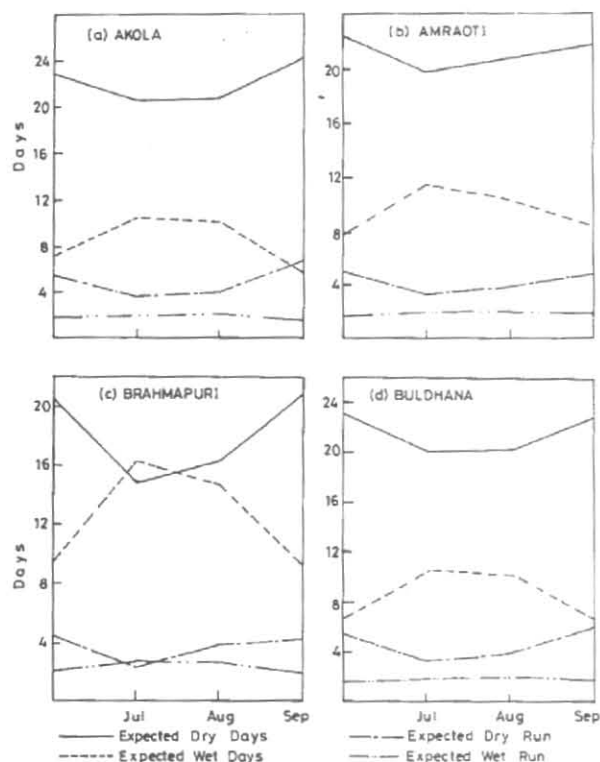 (a) AKOLA
(b) AMRAOTI
24
20
16
12
8
4
Days
20
16
12
8
4
(c) BRAHMAPURI
(d) BULDHANA
20
16
12
8
4
Days
24
20
16
12
8
4
Jul Aug Sep
Jul Aug Sep
Expected Dry Days
Expected Dry Run
Expected Wet Days
Expected Wet Run